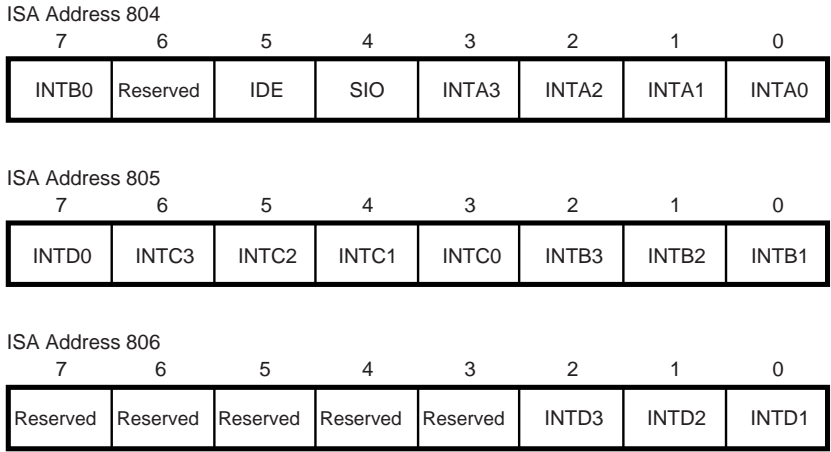 ISA Address 804
7 6 5 4 3 2 1 0
INTB0 Reserved IDE SIO INTA3 INTA2 INTA1 INTA0
ISA Address 805
7 6 5 4 3 2 1 0
INTD0 INTC3 INTC2 INTC1 INTC0 INTB3 INTB2 INTB1
ISA Address 806
7 6 5 4 3 2 1 0
Reserved Reserved Reserved Reserved Reserved INTD3 INTD2 INTD1